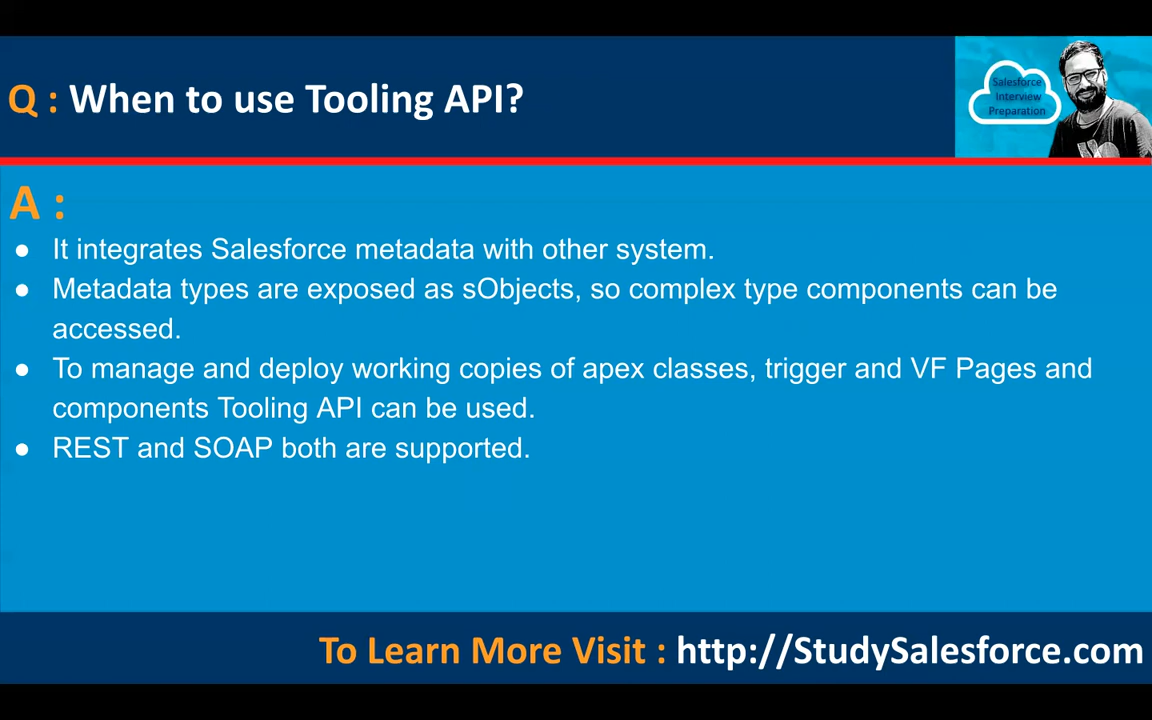 Q : When to use Tooling API?
Salesforce
Interview
Preparation
A :
● It integrates Salesforce metadata with other system.
● Metadata types are exposed as sObjects, so complex type components can be
accessed.
● To manage and deploy working copies of apex classes, trigger and VF Pages and
components Tooling API can be used.
● REST and SOAP both are supported.
To Learn More Visit : http://StudySalesforce.com